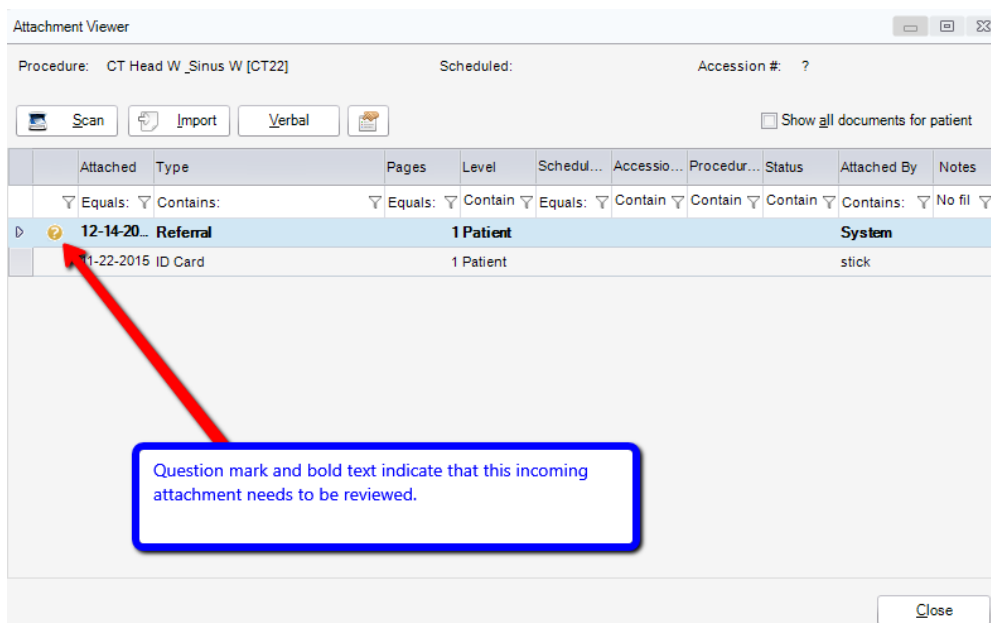 Attachment Viewer
Procedure: CT Head W _Sinus W [CT22] Scheduled: Accession #: ?
Scan Import Verbal Show all documents for patient
Attached Type Pages Level Schedul... Accessio... Procedur... Status Attached By Notes
Equals: Contains: Equals: Contain Equals: Contain Contain Contain Contains: No fil
12-14-20... Referral 1 Patient System
11-22-2015 ID Card 1 Patient stick
Question mark and bold text indicate that this incoming
attachment needs to be reviewed.
Close